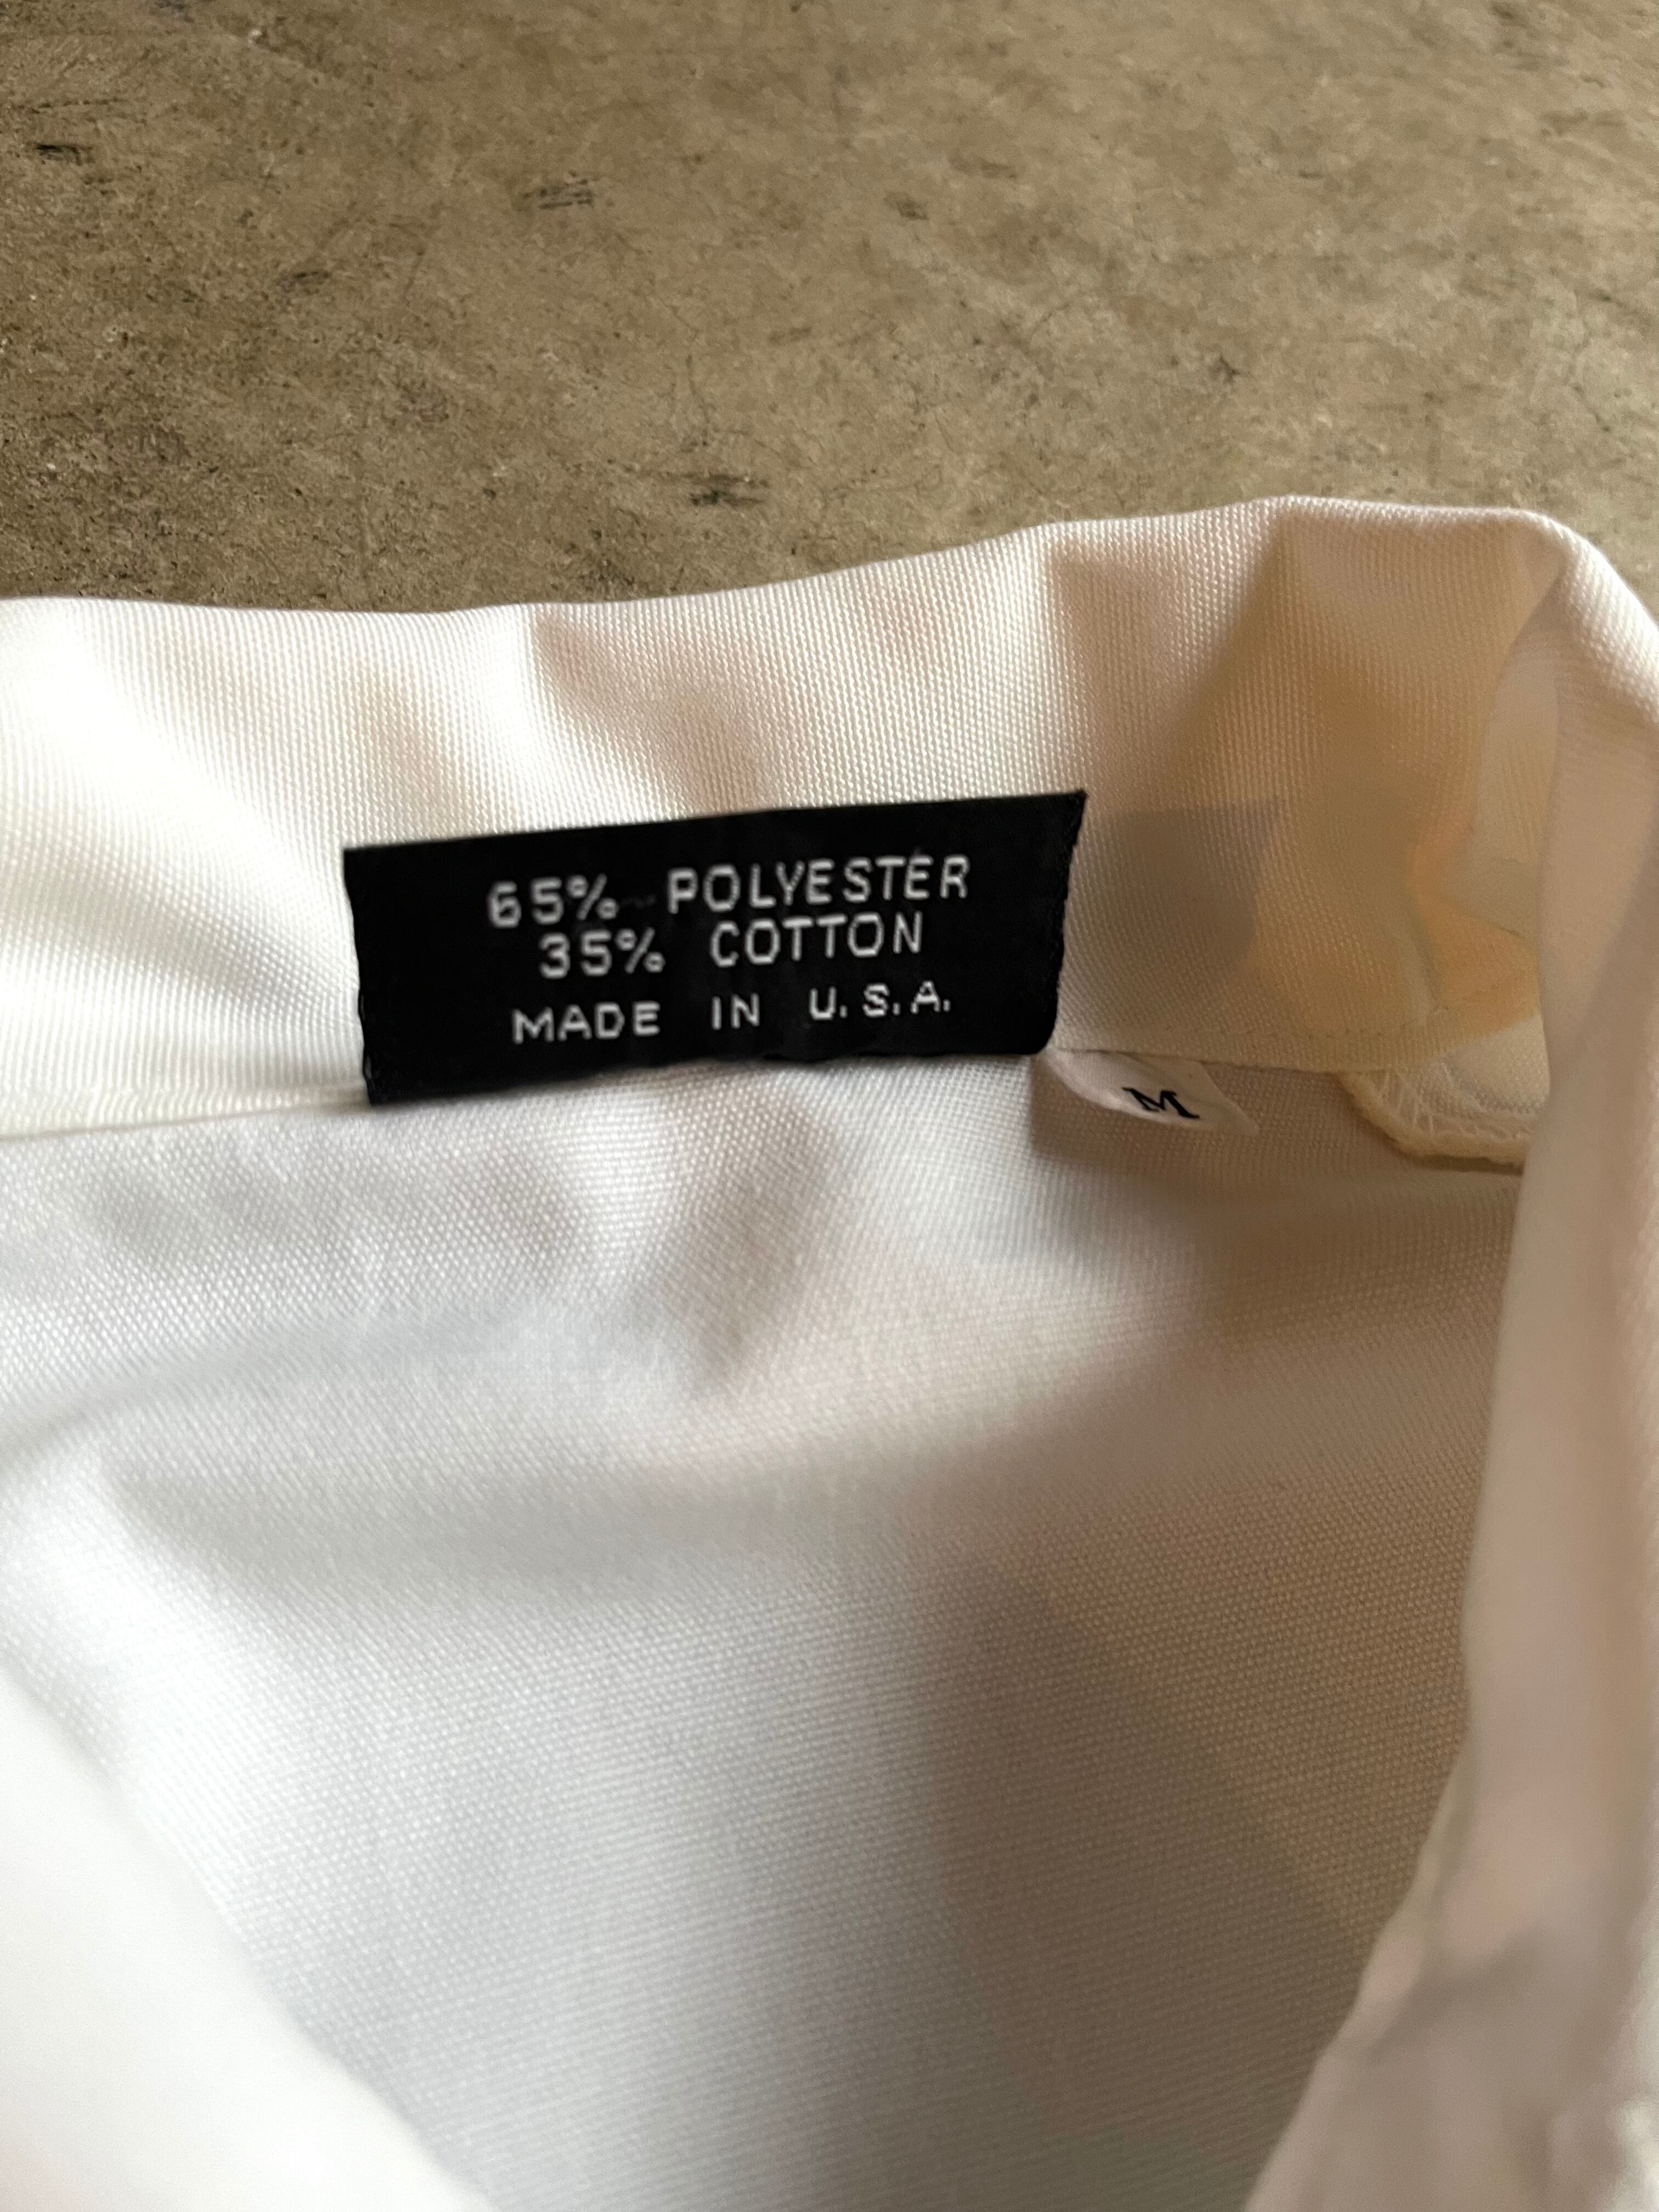 65% POLYESTER
35% COTTON
MADE IN U.S.A.
M